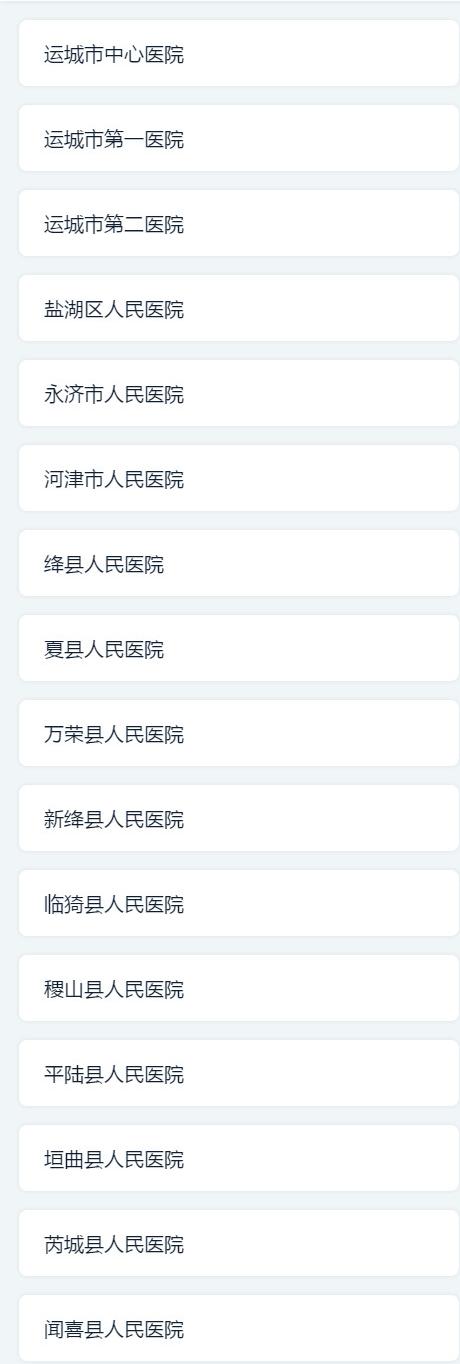 运城市中心医院
运城市第一医院
运城市第二医院
盐湖区人民医院
永济市人民医院
河津市人民医院
绛县人民医院
夏县人民医院
万荣县人民医院
新绛县人民医院
临猗县人民医院
稷山县人民医院
平陆县人民医院
垣曲县人民医院
芮城县人民医院
闻喜县人民医院